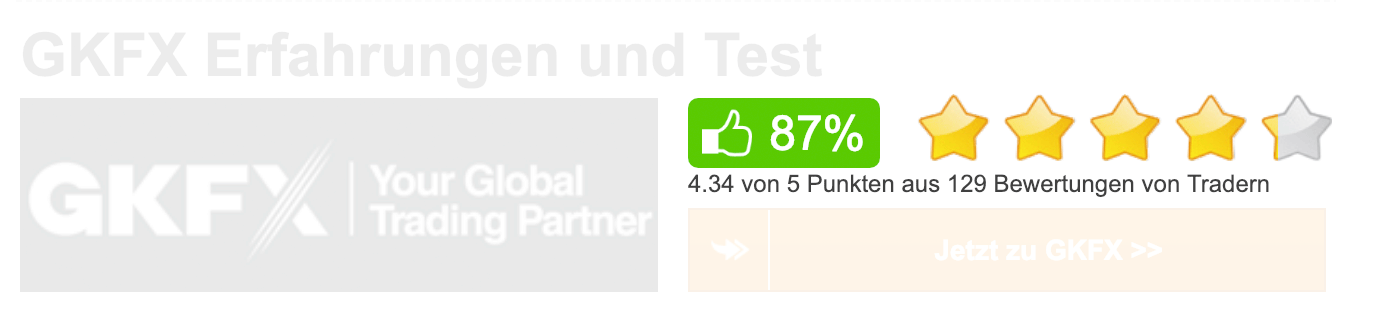 GKFX Erfahrungen und Test
GKFX
Your Global
Trading Partner
87%
4.34 von 5 Punkten aus 129 Bewertungen von Tradern
Jetzt zu GKFX >>